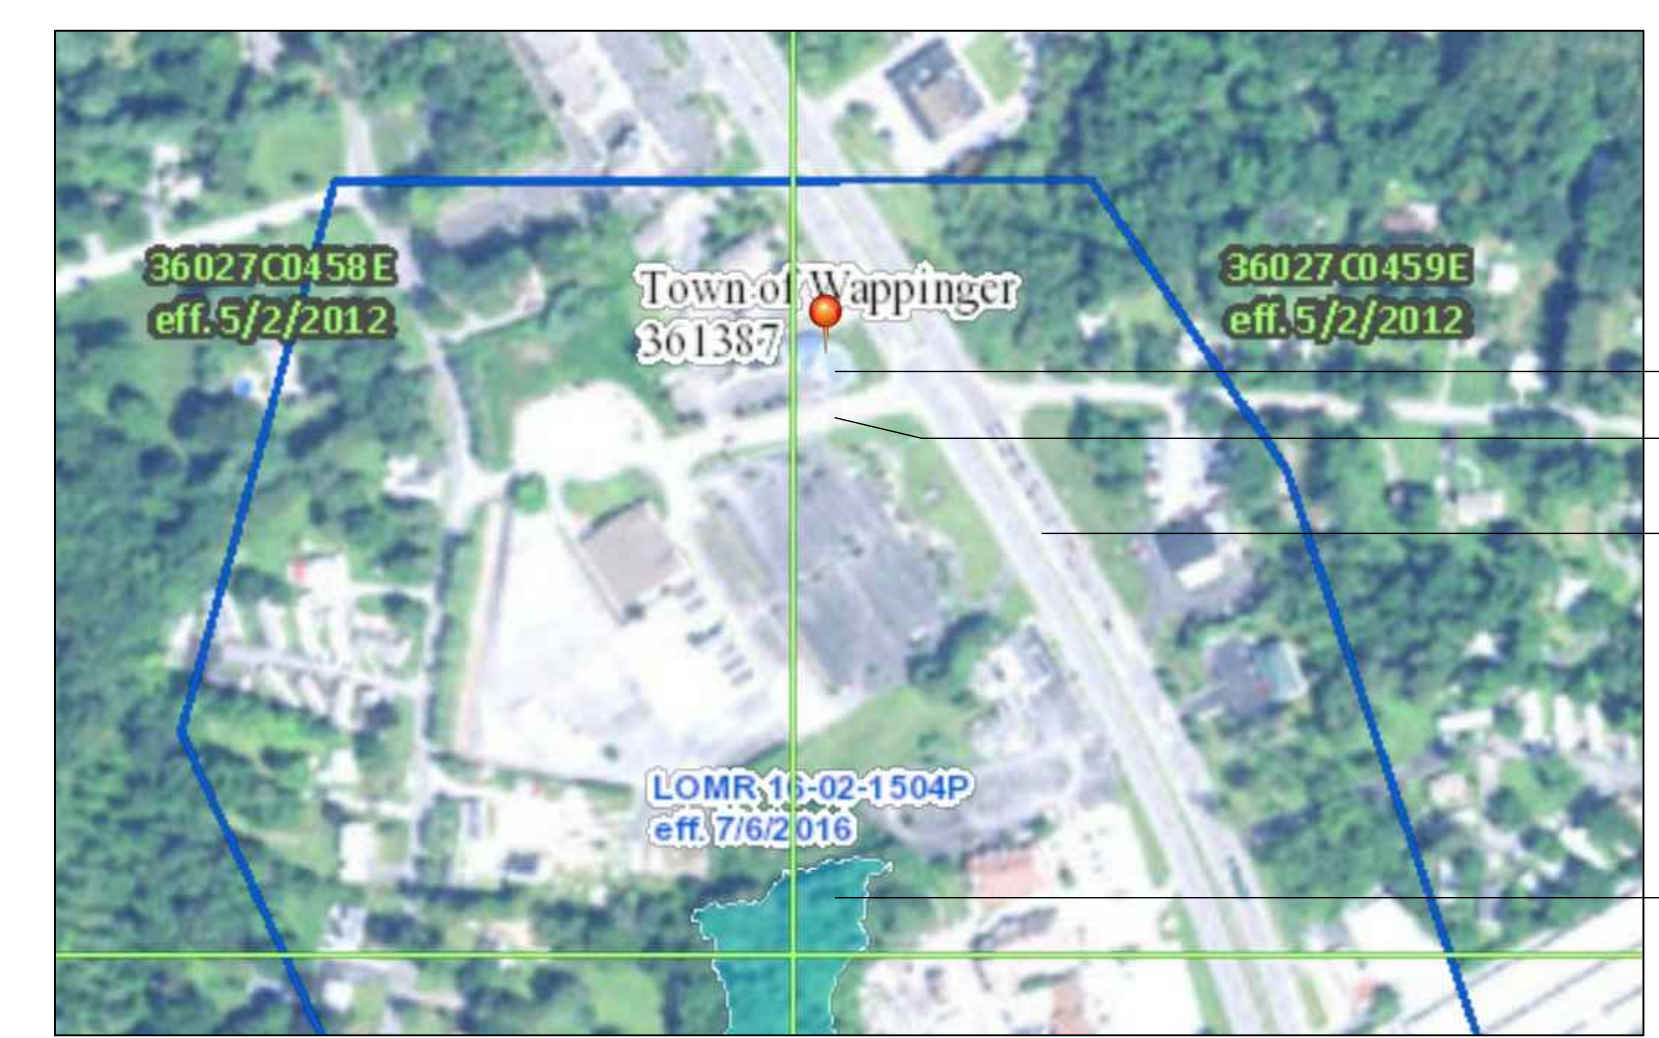 36027C0458E
eff. 5/2/2012
Town of Wappinger
361387
36027C0459E
eff. 5/2/2012
LOMR 16-02-1504P
eff. 7/6/2016